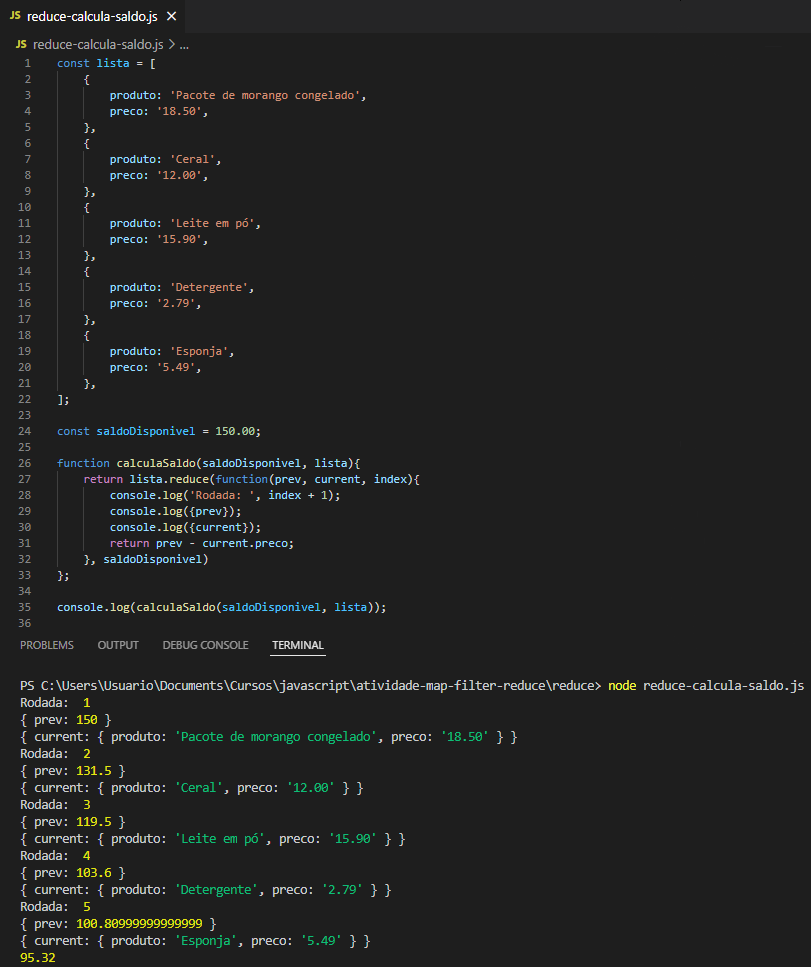 JS reduce-calcula-saldo.js ×
JS reduce-calcula-saldo.js > ...
1 const lista = [
2 {
3 produto: 'Pacote de morango congelado',
4 preco: '18.50',
5 },
6 {
7 produto: 'Ceral',
8 preco: '12.00',
9 },
10 {
11 produto: 'Leite em pó',
12 preco: '15.90',
13 },
14 {
15 produto: 'Detergente',
16 preco: '2.79',
17 },
18 {
19 produto: 'Esponja',
20 preco: '5.49',
21 },
22 ];
23
24 const saldoDisponivel = 150.00;
25
26 function calculaSaldo(saldoDisponivel, lista){
27 return lista.reduce(function(prev, current, index){
28 console.log('Rodada: ', index + 1);
29 console.log({prev});
30 console.log({current});
31 return prev - current.preco;
32 }, saldoDisponivel)
33 };
34
35 console.log(calculaSaldo(saldoDisponivel, lista));
36
PROBLEMS OUTPUT DEBUG CONSOLE TERMINAL
PS C:\Users\Usuario\Documents\Cursos\javascript\atividade-map-filter-reduce\reduce> node reduce-calcula-saldo.js
Rodada:  1
{ prev: 150 }
{ current: { produto: 'Pacote de morango congelado', preco: '18.50' } }
Rodada:  2
{ prev: 131.5 }
{ current: { produto: 'Ceral', preco: '12.00' } }
Rodada:  3
{ prev: 119.5 }
{ current: { produto: 'Leite em pó', preco: '15.90' } }
Rodada:  4
{ prev: 103.6 }
{ current: { produto: 'Detergente', preco: '2.79' } }
Rodada:  5
{ prev: 100.80999999999999 }
{ current: { produto: 'Esponja', preco: '5.49' } }
95.32